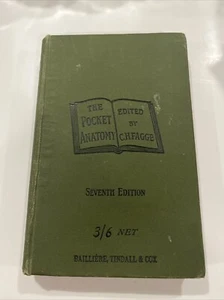 THE
POCKET
ANATOMY
EDITED
BY
C.H.FAGGE
SEVENTH EDITION
3/6 NET
BAILLIÈRE, TINDALL & COX